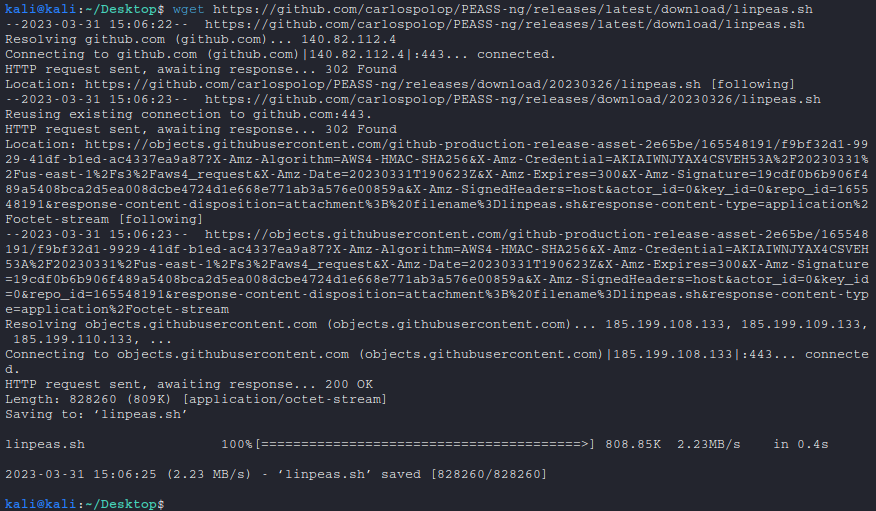 kali@kali:~/Desktop$ wget https://github.com/carlospolop/PEASS-ng/releases/latest/download/linpeas.sh
--2023-03-31 15:06:22--  https://github.com/carlospolop/PEASS-ng/releases/latest/download/linpeas.sh
Resolving github.com (github.com)... 140.82.112.4
Connecting to github.com (github.com)|140.82.112.4|:443... connected.
HTTP request sent, awaiting response... 302 Found
Location: https://github.com/carlospolop/PEASS-ng/releases/download/20230326/linpeas.sh [following]
--2023-03-31 15:06:23--  https://github.com/carlospolop/PEASS-ng/releases/download/20230326/linpeas.sh
Reusing existing connection to github.com:443.
HTTP request sent, awaiting response... 302 Found
Location: https://objects.githubusercontent.com/github-production-release-asset-2e65be/165548191/f9bf32d1-99
29-41df-b1ed-ac4337ea9a87?X-Amz-Algorithm=AWS4-HMAC-SHA256&X-Amz-Credential=AKIAIWNJYAX4CSVEH53A%2F20230331%
2Fus-east-1%2Fs3%2Faws4_request&X-Amz-Date=20230331T190623Z&X-Amz-Expires=300&X-Amz-Signature=19cdf0b6b906f4
89a5408bca2d5ea008dcbe4724d1e668e771ab3a576e00859a&X-Amz-SignedHeaders=host&actor_id=0&key_id=0&repo_id=1655
48191&response-content-disposition=attachment%3B%20filename%3Dlinpeas.sh&response-content-type=application%2
Foctet-stream [following]
--2023-03-31 15:06:23--  https://objects.githubusercontent.com/github-production-release-asset-2e65be/165548
191/f9bf32d1-9929-41df-b1ed-ac4337ea9a87?X-Amz-Algorithm=AWS4-HMAC-SHA256&X-Amz-Credential=AKIAIWNJYAX4CSVEH
53A%2F20230331%2Fus-east-1%2Fs3%2Faws4_request&X-Amz-Date=20230331T190623Z&X-Amz-Expires=300&X-Amz-Signature
=19cdf0b6b906f489a5408bca2d5ea008dcbe4724d1e668e771ab3a576e00859a&X-Amz-SignedHeaders=host&actor_id=0&key_id
=0&repo_id=165548191&response-content-disposition=attachment%3B%20filename%3Dlinpeas.sh&response-content-typ
e=application%2Foctet-stream
Resolving objects.githubusercontent.com (objects.githubusercontent.com)... 185.199.108.133, 185.199.109.133,
 185.199.110.133, ...
Connecting to objects.githubusercontent.com (objects.githubusercontent.com)|185.199.108.133|:443... connecte
d.
HTTP request sent, awaiting response... 200 OK
Length: 828260 (809K) [application/octet-stream]
Saving to: ‘linpeas.sh’
linpeas.sh                 100%[========================================>] 808.85K  2.23MB/s    in 0.4s
2023-03-31 15:06:25 (2.23 MB/s) - ‘linpeas.sh’ saved [828260/828260]
kali@kali:~/Desktop$